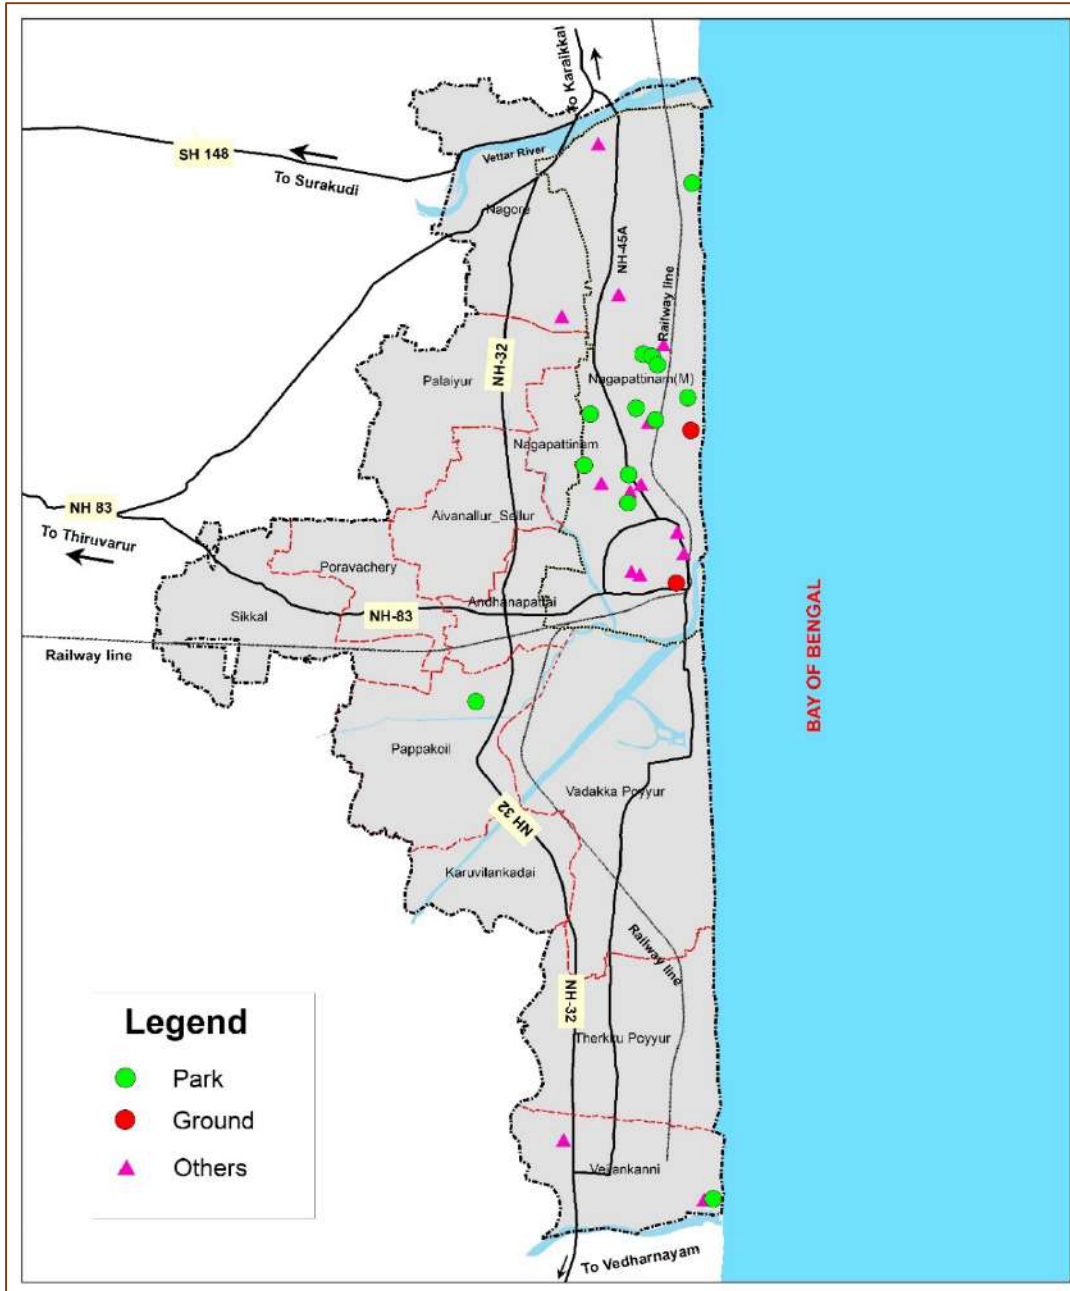 To Karaikkal
SH 148
To Surakudi
Vettar River
Nagore
NH-45A
Railway line
NH-32
Palaiyur
Nagapattinam(M)
Nagapattinam
NH 83
To Thiruvarur
Aivanallur_Sellur
Poravachery
Andhanapattai
Sikkal
NH-83
Railway line
BAY OF BENGAL
Pappakoil
Vadakka Poyyur
NH 32
Karuvilankadai
Railway line
NH-32
Therkku Poyyur
Legend
Park
Ground
Others
Vellankanni
To Vedharnayam